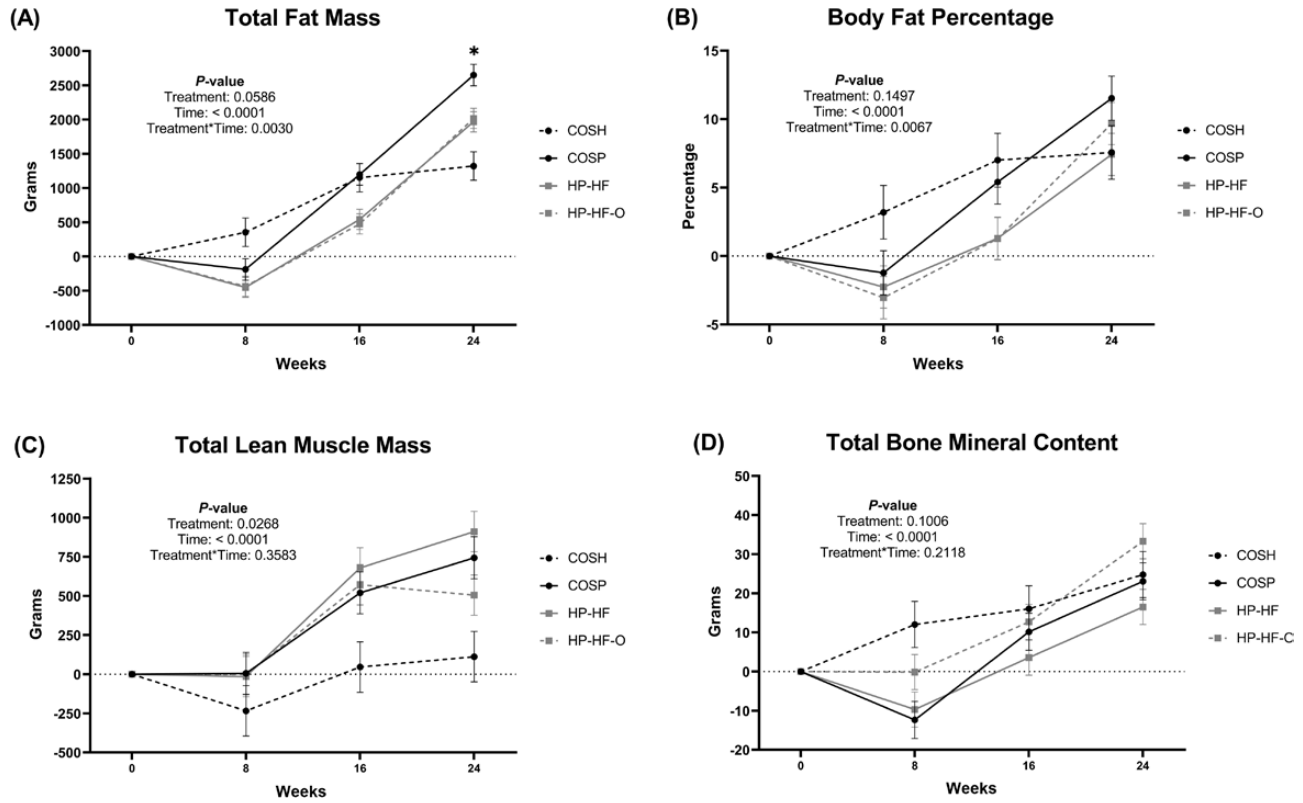 (A) Total Fat Mass
3000
2500
2000
1500
1000
500
0
-500
-1000
Grams
P-value
Treatment: 0.0586
Time: < 0.0001
Treatment*Time: 0.0030
*
0 8 16 24
Weeks
COSH
COSP
HP-HF
HP-HF-O
(B) Body Fat Percentage
15
10
5
0
-5
Percentage
P-value
Treatment: 0.1497
Time: < 0.0001
Treatment*Time: 0.0067
0 8 16 24
Weeks
COSH
COSP
HP-HF
HP-HF-O
(C) Total Lean Muscle Mass
1250
1000
750
500
250
0
-250
-500
Grams
P-value
Treatment: 0.0268
Time: < 0.0001
Treatment*Time: 0.3583
0 8 16 24
Weeks
COSH
COSP
HP-HF
HP-HF-O
(D) Total Bone Mineral Content
50
40
30
20
10
0
-10
-20
Grams
P-value
Treatment: 0.1006
Time: < 0.0001
Treatment*Time: 0.2118
0 8 16 24
Weeks
COSH
COSP
HP-HF
HP-HF-C